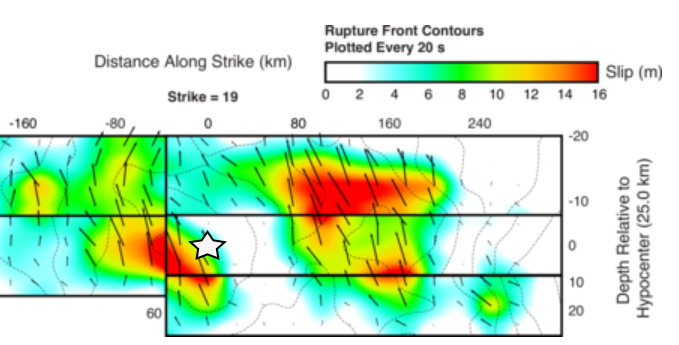 Rupture Front Contours
Plotted Every 20 s
Distance Along Strike (km)
Slip (m)
0 2 4 6 8 10 12 14 16
Strike = 19
-160 -80 0 80 160 240
-20
-10
0
10
20
60
Depth Relative to
Hypocenter (25.0 km)